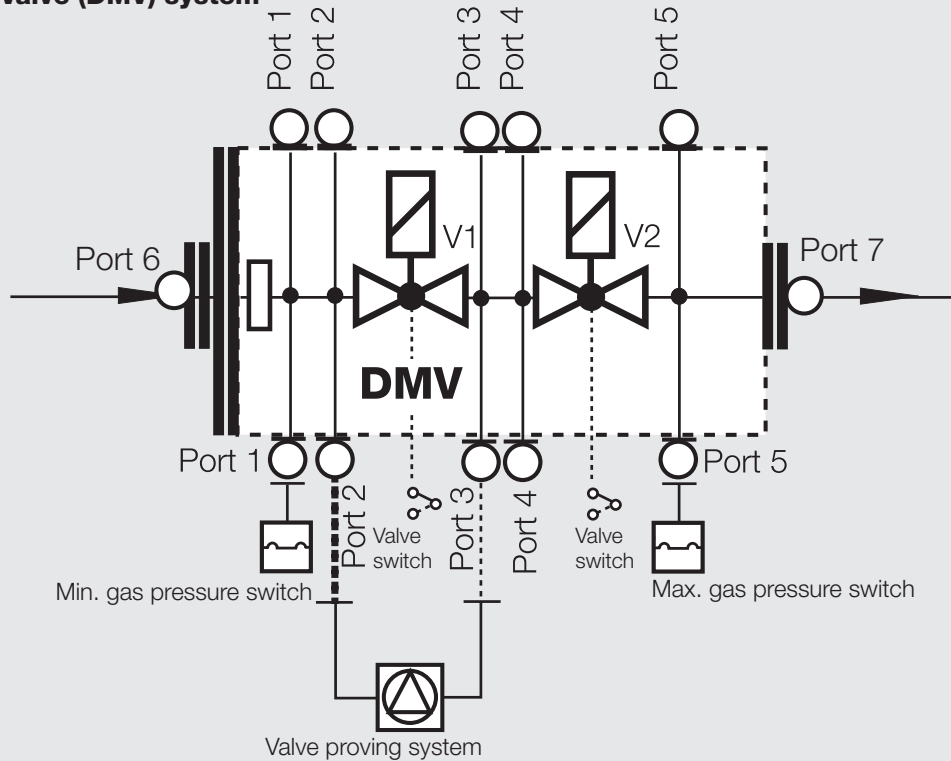 valve (DMV) system
Port 1
Port 2
Port 3
Port 4
Port 5
Port 6
V1
V2
Port 7
DMV
Port 1
Port 2
Valve
switch
Port 3
Port 4
Valve
switch
Port 5
Min. gas pressure switch
Max. gas pressure switch
Valve proving system